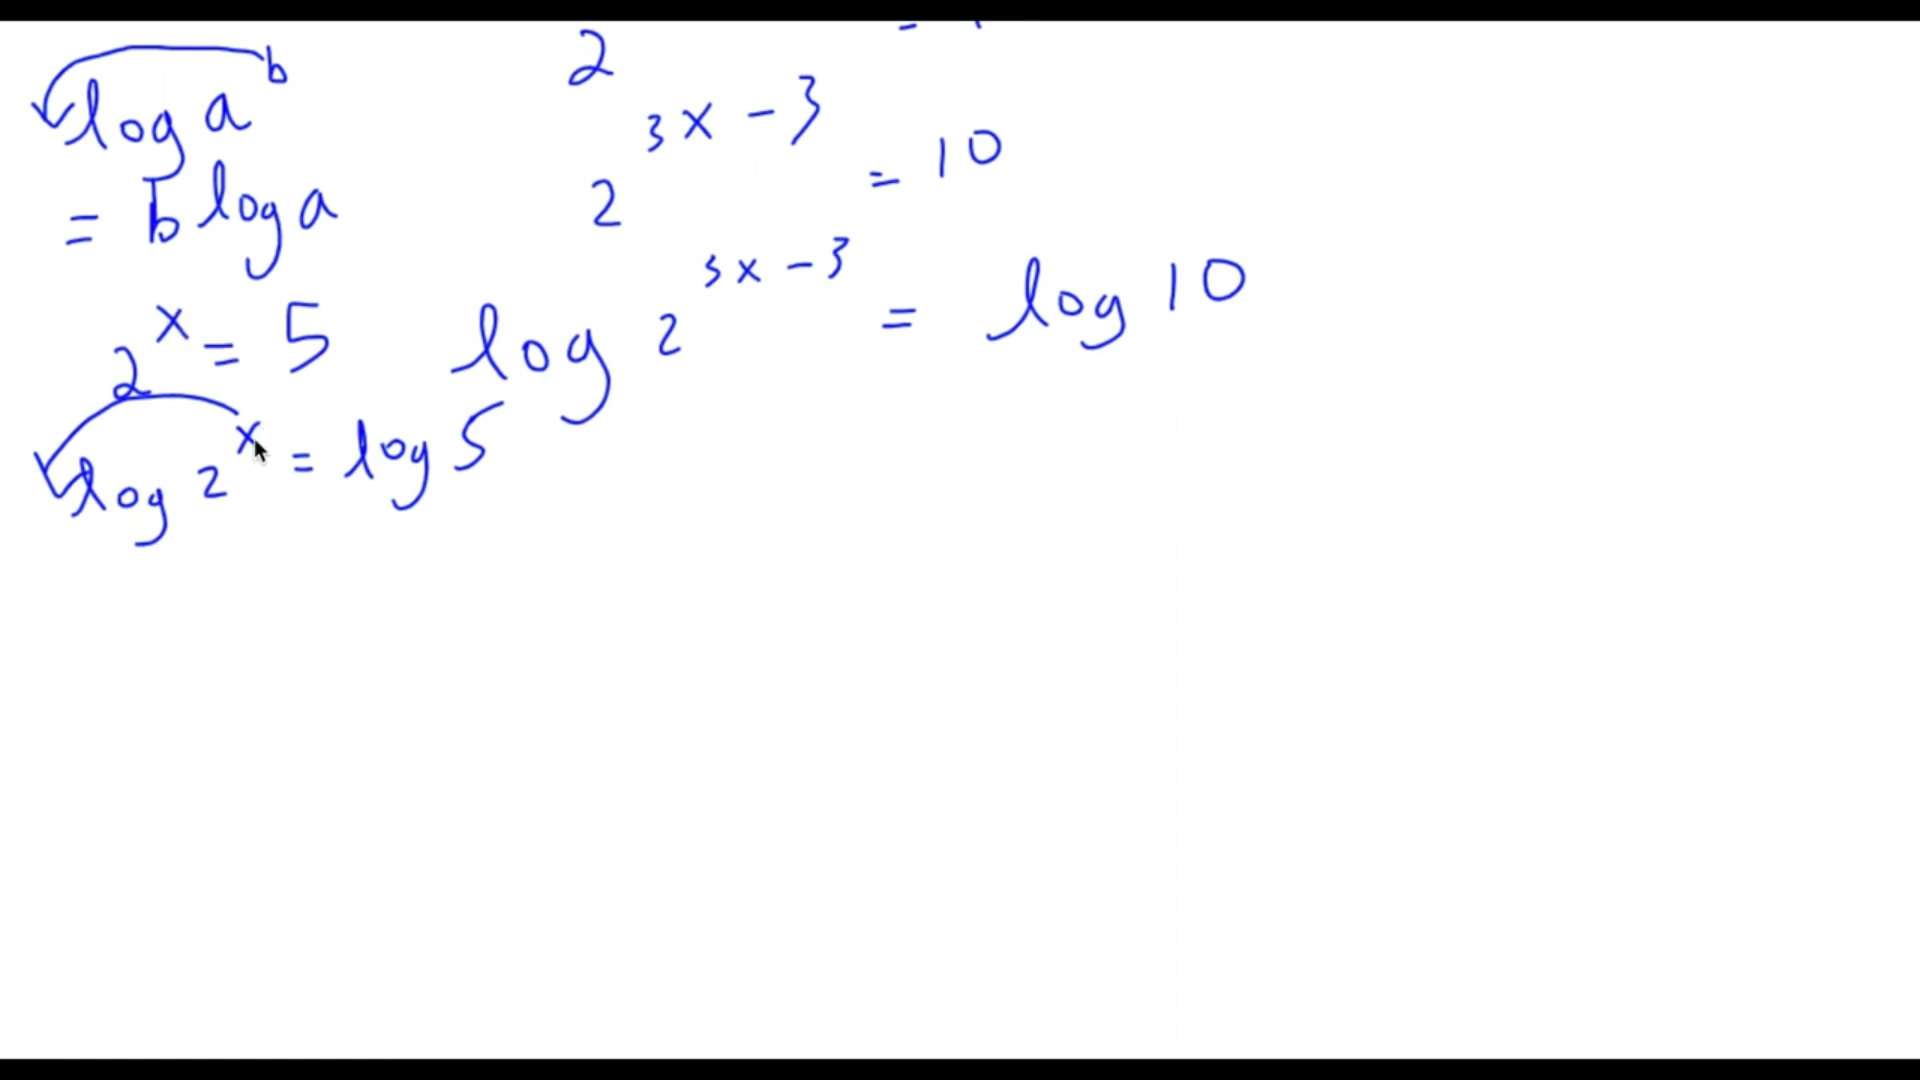 log a^b
= b log a
2^x = 5
log 2^x = log 5
2 =
2^{3x - 3} = 10
log 2^{3x - 3} = log 10